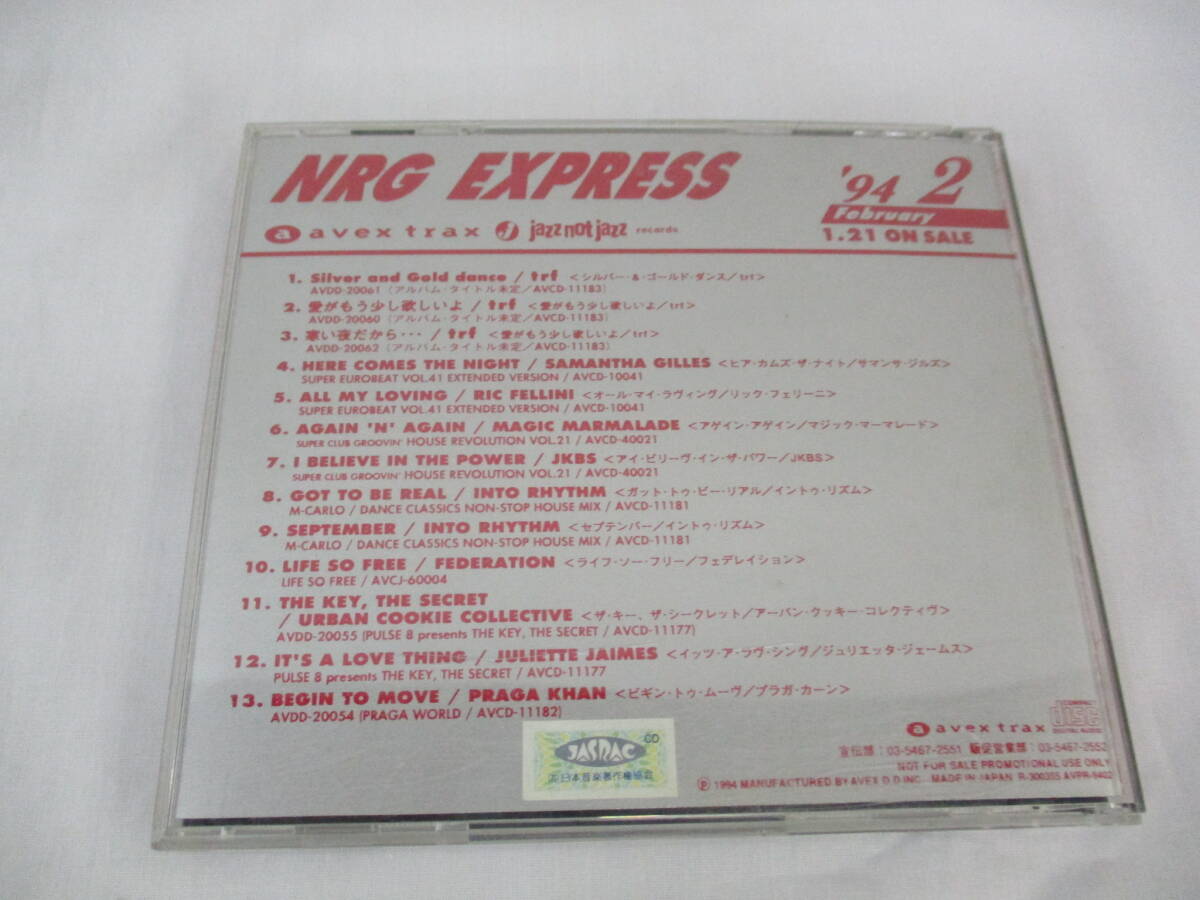 NRG EXPRESS
'94 2
February
1.21 ON SALE
a avex trax J jazz not jazz records
1. Silver and Gold dance / trf <シルバー・&・ゴールド・ダンス/trf>
AVDD-20061 (アルバム・タイトル未定/AVCD-11183)
2. 愛がもう少し欲しいよ / trf <愛がもう少し欲しいよ/trf>
AVDD-20060 (アルバム・タイトル未定/AVCD-11183)
3. 寒い夜だから・・・ / trf <愛がもう少し欲しいよ/trf>
AVDD-20062 (アルバム・タイトル未定/AVCD-11183)
4. HERE COMES THE NIGHT / SAMANTHA GILLES <ヒア・カムズ・ザ・ナイト/サマンサ・ジルズ>
SUPER EUROBEAT VOL.41 EXTENDED VERSION / AVCD-10041
5. ALL MY LOVING / RIC FELLINI <オール・マイ・ラヴィング/リック・フェリーニ>
SUPER EUROBEAT VOL.41 EXTENDED VERSION / AVCD-10041
6. AGAIN 'N' AGAIN / MAGIC MARMALADE <アゲイン・アゲイン/マジック・マーマレード>
SUPER CLUB GROOVIN' HOUSE REVOLUTION VOL.21 / AVCD-40021
7. I BELIEVE IN THE POWER / JKBS <アイ・ビリーヴ・イン・ザ・パワー/JKBS>
SUPER CLUB GROOVIN' HOUSE REVOLUTION VOL.21 / AVCD-40021
8. GOT TO BE REAL / INTO RHYTHM <ガット・トゥ・ビー・リアル/イントゥ・リズム>
M-CARLO / DANCE CLASSICS NON-STOP HOUSE MIX / AVCD-11181
9. SEPTEMBER / INTO RHYTHM <セプテンバー/イントゥ・リズム>
M-CARLO / DANCE CLASSICS NON-STOP HOUSE MIX / AVCD-11181
10. LIFE SO FREE / FEDERATION <ライフ・ソー・フリー/フェデレイション>
LIFE SO FREE / AVCJ-60004
11. THE KEY, THE SECRET
/ URBAN COOKIE COLLECTIVE <ザ・キー、ザ・シークレット/アーバン・クッキー・コレクティヴ>
AVDD-20055 (PULSE 8 presents THE KEY, THE SECRET / AVCD-11177)
12. IT'S A LOVE THING / JULIETTE JAIMES <イッツ・ア・ラヴ・シング/ジュリエッタ・ジェームス>
PULSE 8 presents THE KEY, THE SECRET / AVCD-11177
13. BEGIN TO MOVE / PRAGA KHAN <ビギン・トゥ・ムーヴ/プラガ・カーン>
AVDD-20054 (PRAGA WORLD / AVCD-11182)
CD
JASRAC
日本音楽著作権協会
a avex trax COMPACT disc DIGITAL AUDIO
宣伝部:03-5467-2551 販促営業部:03-5467-2552
NOT FOR SALE PROMOTIONAL USE ONLY
Ⓟ 1994 MANUFACTURED BY AVEX D.D.INC. MADE IN JAPAN R-300355 AVPR-9402